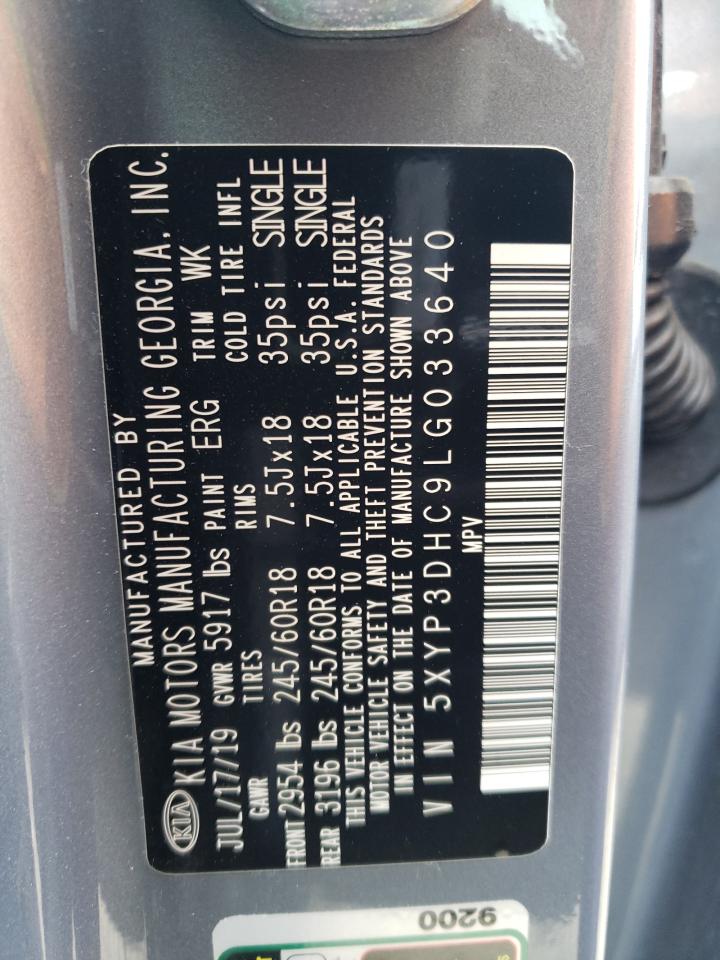 MANUFACTURED BY
KIA KIA MOTORS MANUFACTURING GEORGIA, INC.
JUL/17/19 GVWR 5917 lbs PAINT ERG TRIM WK
GAWR TIRES RIMS COLD TIRE INFL
FRONT 2954 lbs 245/60R18 7.5Jx18 35psi SINGLE
REAR 3196 lbs 245/60R18 7.5Jx18 35psi SINGLE
THIS VEHICLE CONFORMS TO ALL APPLICABLE U.S.A. FEDERAL
MOTOR VEHICLE SAFETY AND THEFT PREVENTION STANDARDS
IN EFFECT ON THE DATE OF MANUFACTURE SHOWN ABOVE
VIN 5XYP3DHC9LG033640
MPV
9200